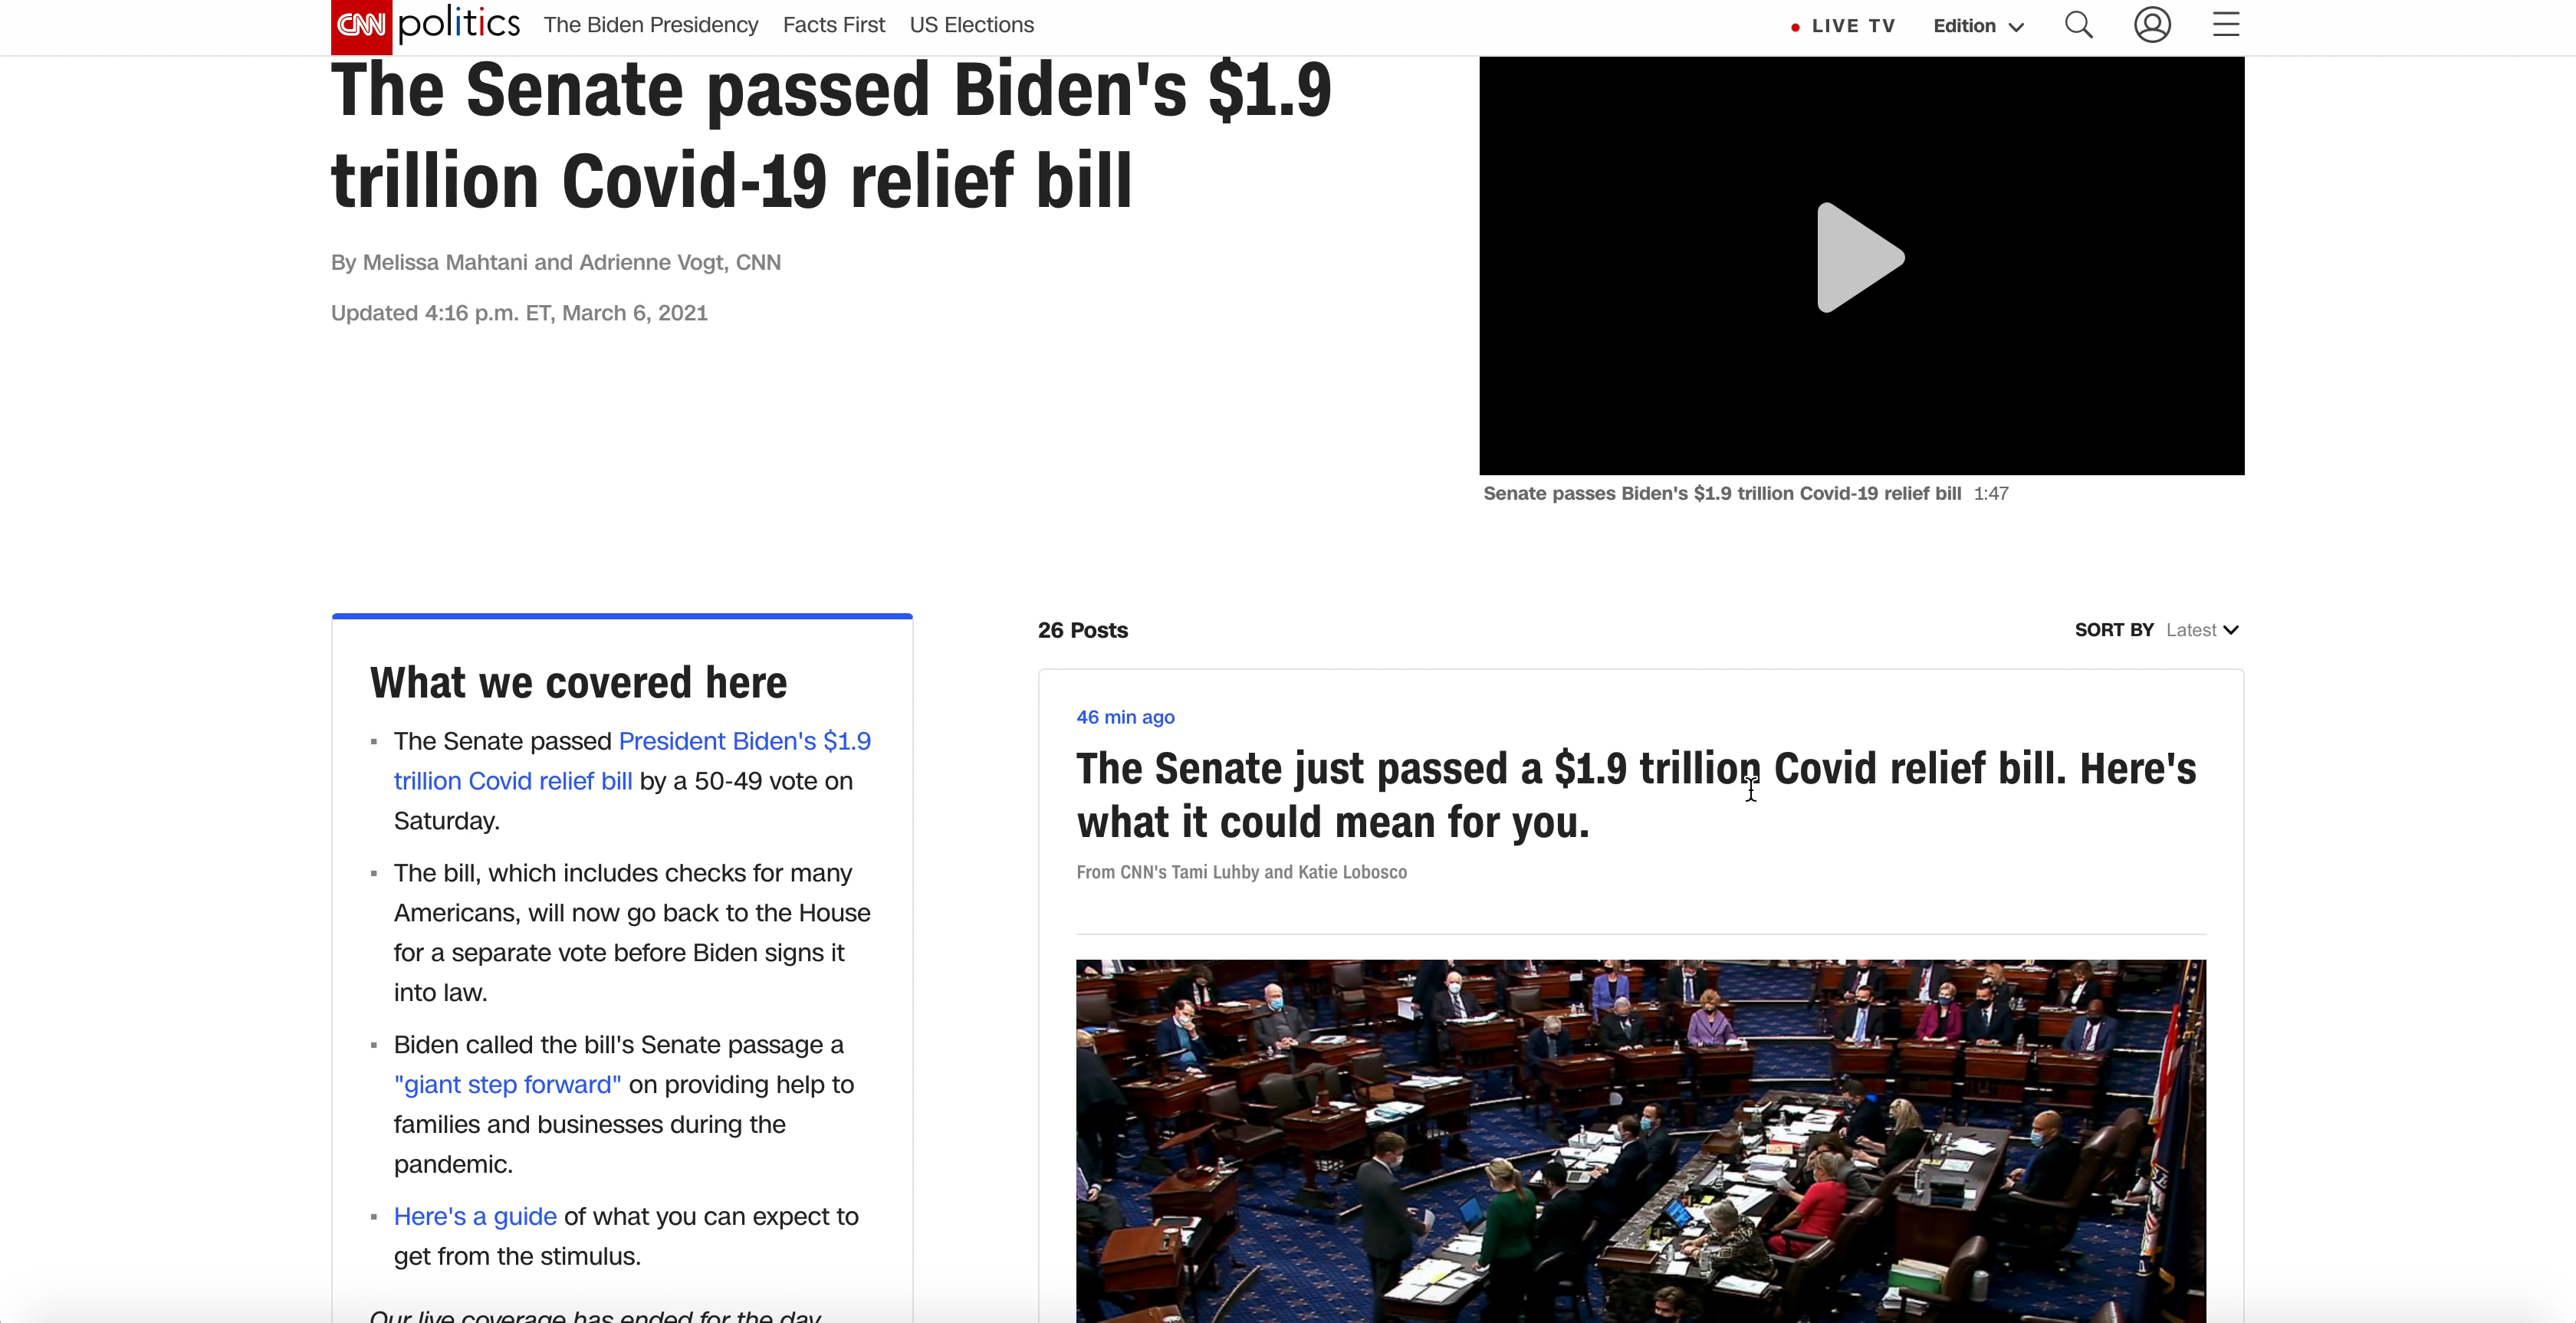 CNN politics The Biden Presidency Facts First US Elections LIVE TV Edition
The Senate passed Biden's $1.9
trillion Covid-19 relief bill
By Melissa Mahtani and Adrienne Vogt, CNN
Updated 4:16 p.m. ET, March 6, 2021
Senate passes Biden's $1.9 trillion Covid-19 relief bill 1:47
What we covered here
The Senate passed President Biden's $1.9
trillion Covid relief bill by a 50-49 vote on
Saturday.
The bill, which includes checks for many
Americans, will now go back to the House
for a separate vote before Biden signs it
into law.
Biden called the bill's Senate passage a
"giant step forward" on providing help to
families and businesses during the
pandemic.
Here's a guide of what you can expect to
get from the stimulus.
Our live coverage has ended for the day.
26 Posts SORT BY Latest
46 min ago
The Senate just passed a $1.9 trillion Covid relief bill. Here's
what it could mean for you.
From CNN's Tami Luhby and Katie Lobosco